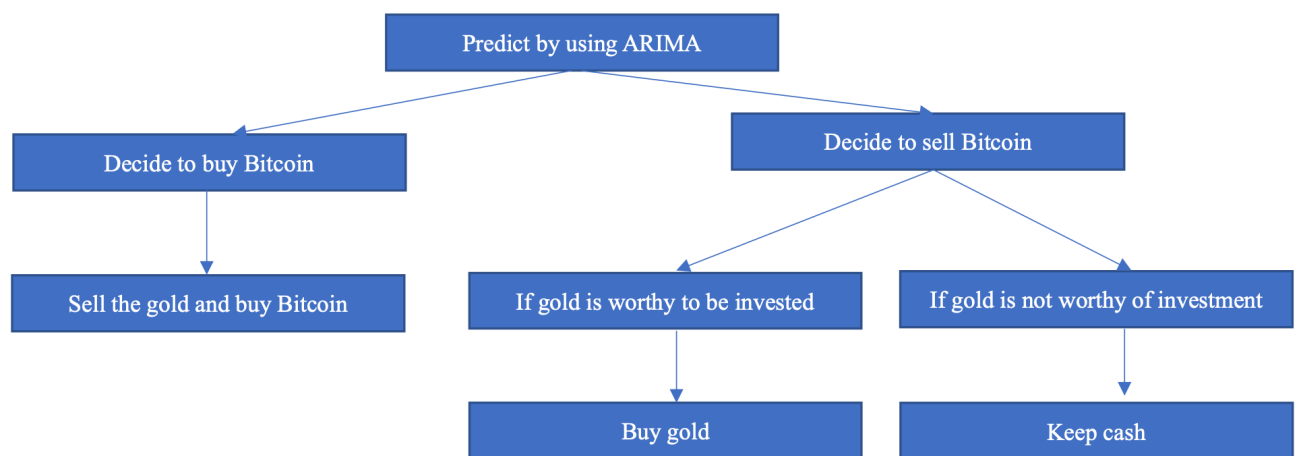 Predict by using ARIMA
Decide to buy Bitcoin
Decide to sell Bitcoin
Sell the gold and buy Bitcoin
If gold is worthy to be invested
If gold is not worthy of investment
Buy gold
Keep cash